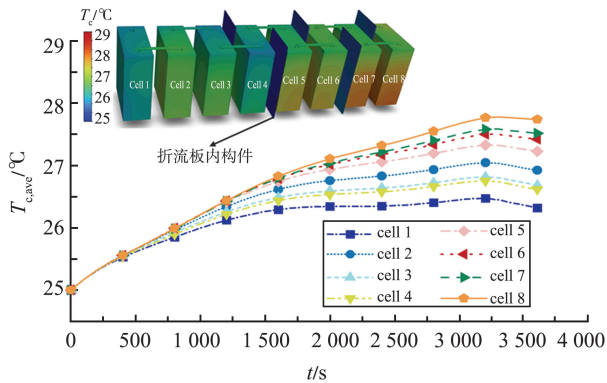 T_c/℃
29
28
27
26
25
Cell 1
Cell 2
Cell 3
Cell 4
Cell 5
Cell 6
Cell 7
Cell 8
折流板内构件
T_c,ave/℃
29
28
27
26
25
cell 1
cell 2
cell 3
cell 4
cell 5
cell 6
cell 7
cell 8
0 500 1 000 1 500 2 000 2 500 3 000 3 500 4 000
t/s